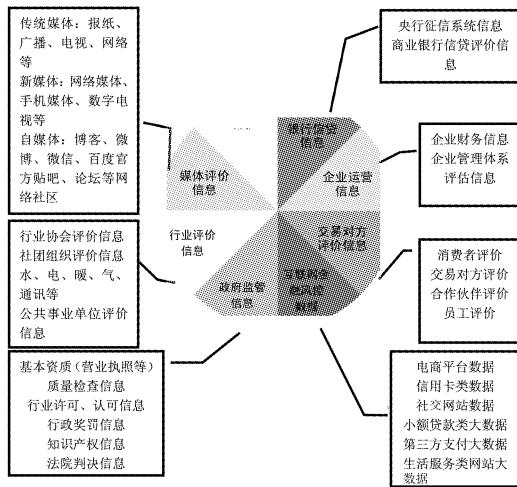 传统媒体：报纸、
广播、电视、网络
等
新媒体：网络媒体、
手机媒体、数字电
视等
自媒体：博客、微
博、微信、百度官
方贴吧、论坛等网
络社区
央行征信系统信息
商业银行信贷评价信
息
银行信贷
信息
企业财务信息
企业管理体系
评估信息
媒体评价
信息
企业运营
信息
行业评价
信息
交易对方
评价信息
行业协会评价信息
社团组织评价信息
水、电、暖、气、
通讯等
公共事业单位评价
信息
消费者评价
交易对方评价
合作伙伴评价
员工评价
政府监管
信息
互联网金
融风控
数据
基本资质（营业执照等）
质量检查信息
行业许可、认可信息
行政奖罚信息
知识产权信息
法院判决信息
电商平台数据
信用卡类数据
社交网站数据
小额贷款类大数据
第三方支付大数据
生活服务类网站大
数据